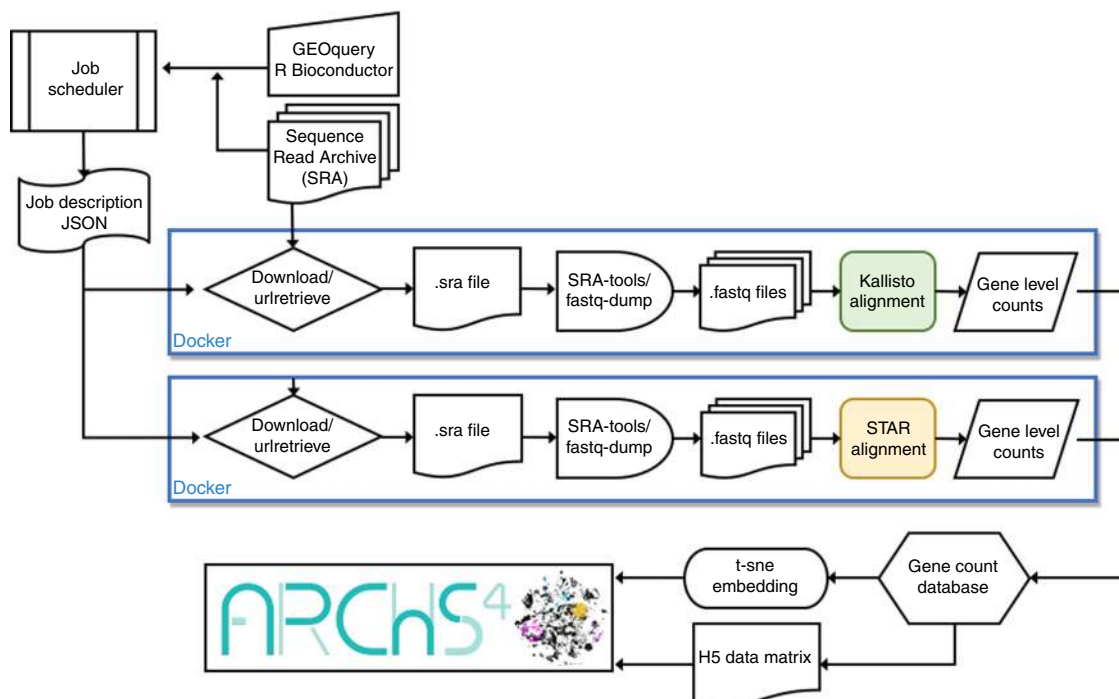 GEOquery
R Bioconductor
Job
scheduler
Sequence
Read Archive
(SRA)
Job description
JSON
Download/
urlretrieve
.sra file
SRA-tools/
fastq-dump
.fastq files
Kallisto
alignment
Gene level
counts
Docker
Download/
urlretrieve
.sra file
SRA-tools/
fastq-dump
.fastq files
STAR
alignment
Gene level
counts
Docker
ARCHS4
t-sne
embedding
Gene count
database
H5 data matrix